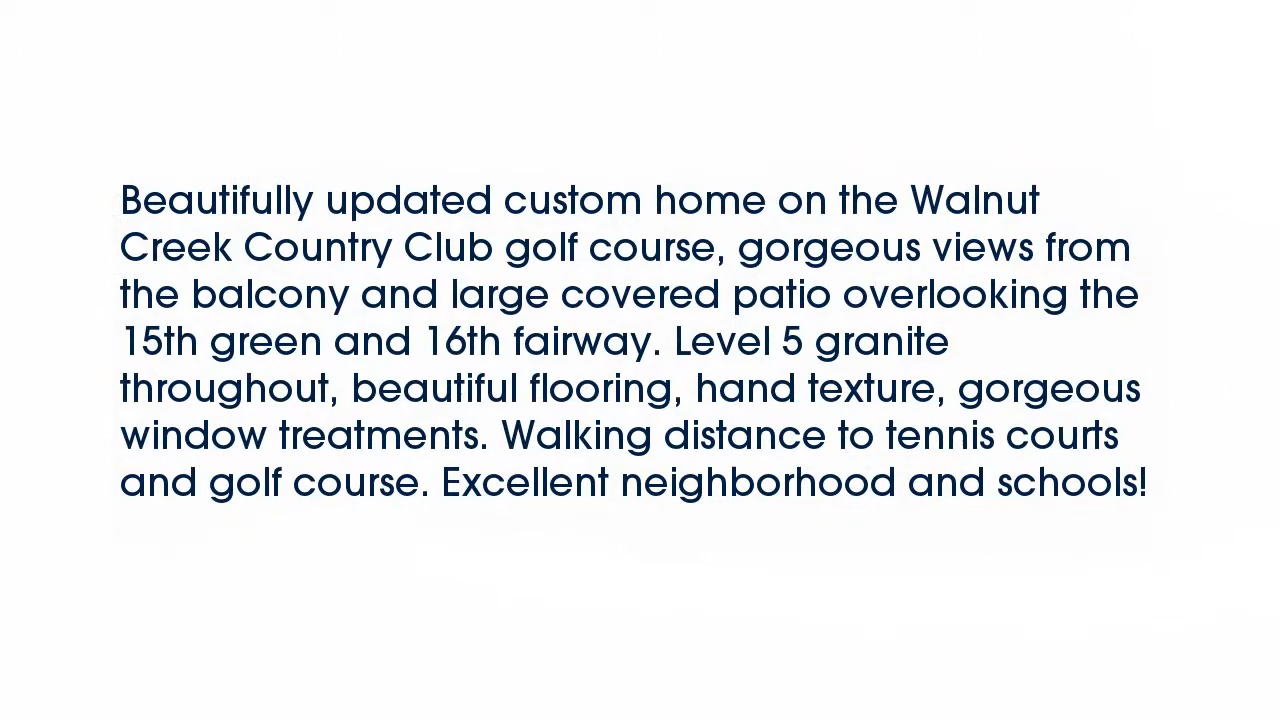 Beautifully updated custom home on the Walnut
Creek Country Club golf course, gorgeous views from
the balcony and large covered patio overlooking the
15th green and 16th fairway. Level 5 granite
throughout, beautiful flooring, hand texture, gorgeous
window treatments. Walking distance to tennis courts
and golf course. Excellent neighborhood and schools!